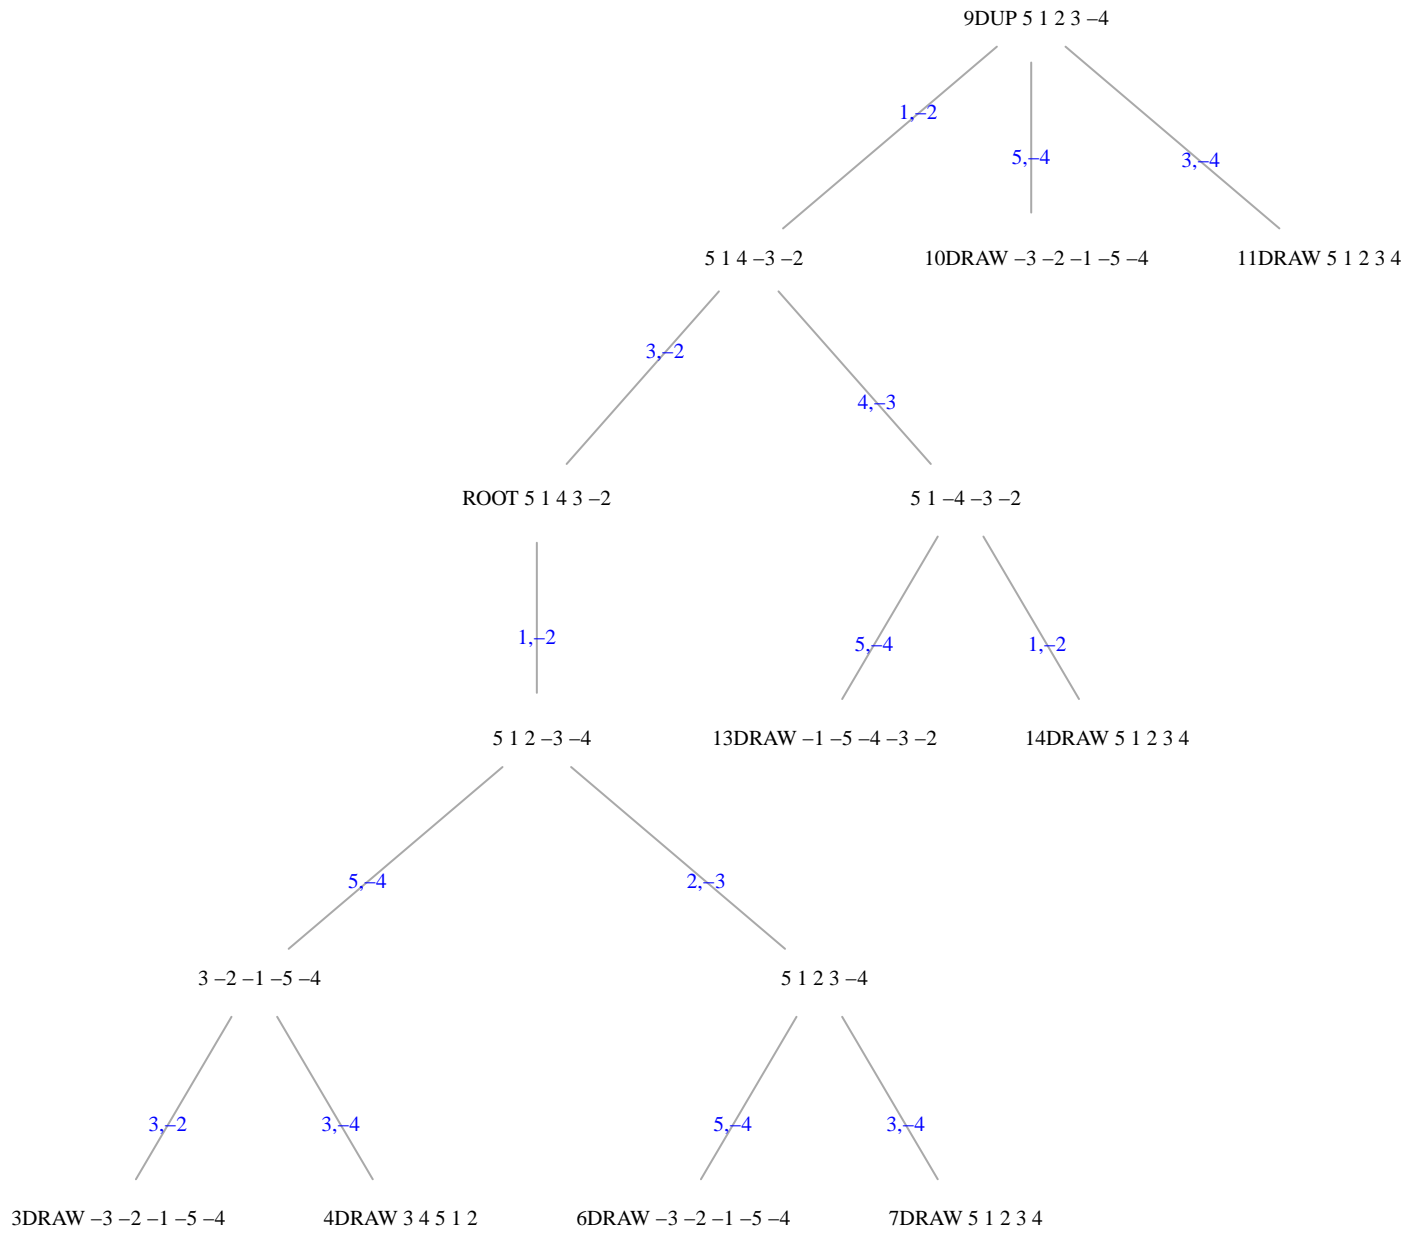 9DUP 5 1 2 3 –4
1,–2
5,–4
3,–4
5 1 4 –3 –2
10DRAW –3 –2 –1 –5 –4
11DRAW 5 1 2 3 4
3,–2
4,–3
ROOT 5 1 4 3 –2
5 1 –4 –3 –2
1,–2
5,–4
1,–2
5 1 2 –3 –4
13DRAW –1 –5 –4 –3 –2
14DRAW 5 1 2 3 4
5,–4
2,–3
3 –2 –1 –5 –4
5 1 2 3 –4
3,–2
3,–4
5,–4
3,–4
3DRAW –3 –2 –1 –5 –4
4DRAW 3 4 5 1 2
6DRAW –3 –2 –1 –5 –4
7DRAW 5 1 2 3 4